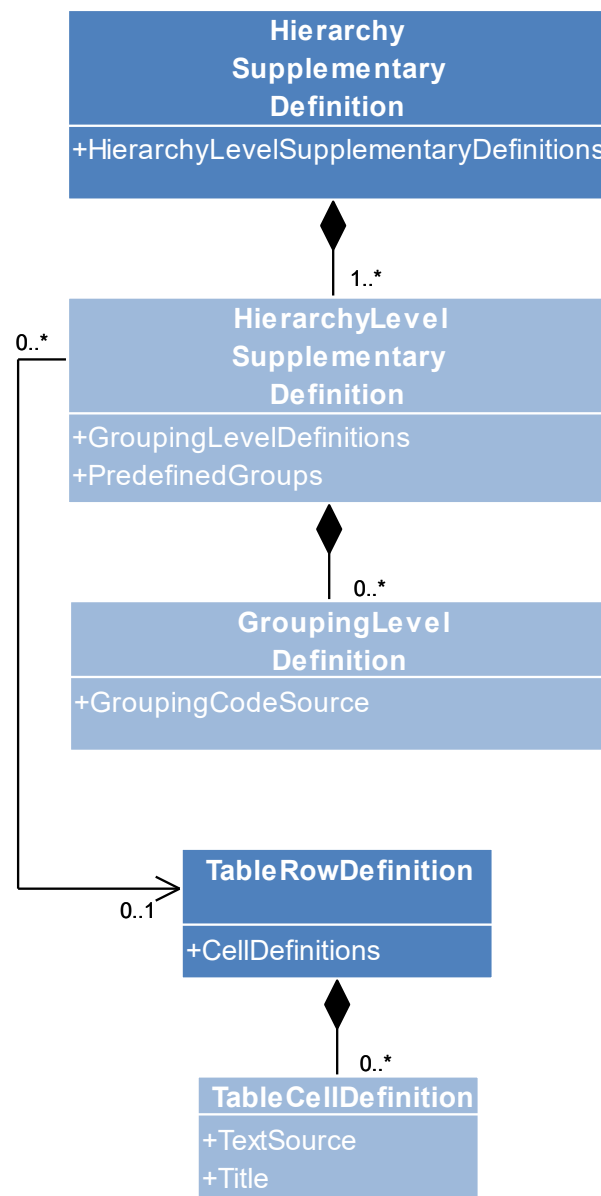 Hierarchy
Supplementary
Definition
+HierarchyLevelSupplementaryDefinitions
1..*
HierarchyLevel
Supplementary
Definition
0..*
+GroupingLevelDefinitions
+PredefinedGroups
0..*
GroupingLevel
Definition
+GroupingCodeSource
TableRowDefinition
0..1
+CellDefinitions
0..*
TableCellDefinition
+TextSource
+Title